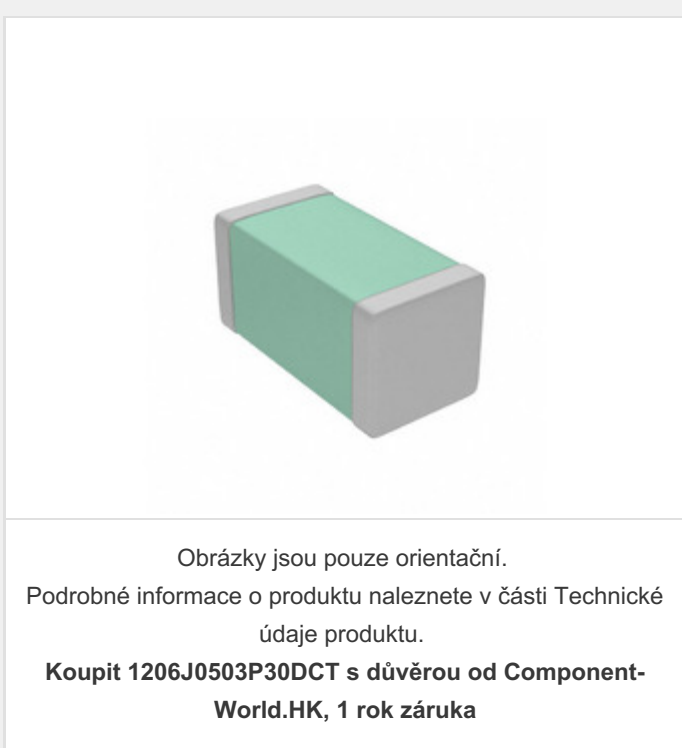 Obrázky jsou pouze orientační.
Podrobné informace o produktu naleznete v části Technické
údaje produktu.
Koupit 1206J0503P30DCT s důvěrou od Component-
World.HK, 1 rok záruka